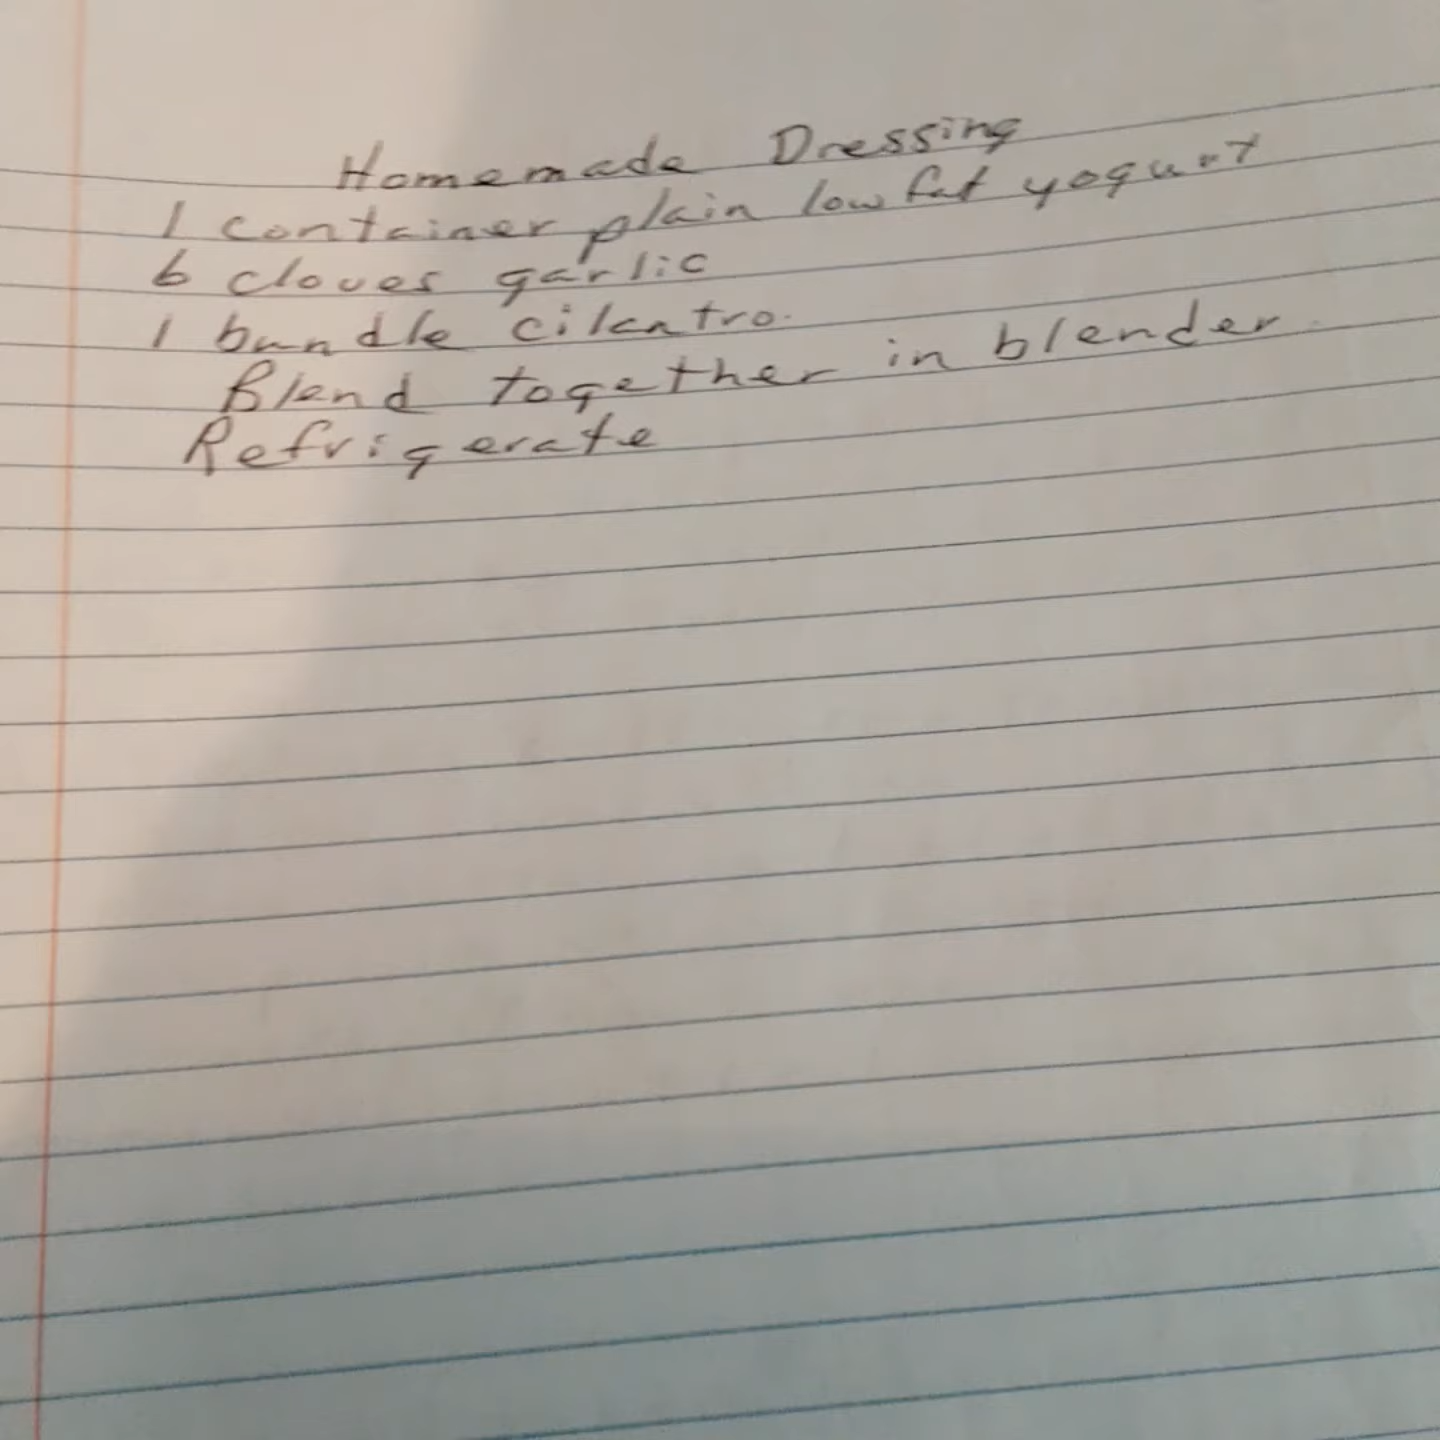 Homemade Dressing
1 container plain low fat yogurt
6 cloves garlic
1 bundle cilantro.
Blend together in blender.
Refrigerate